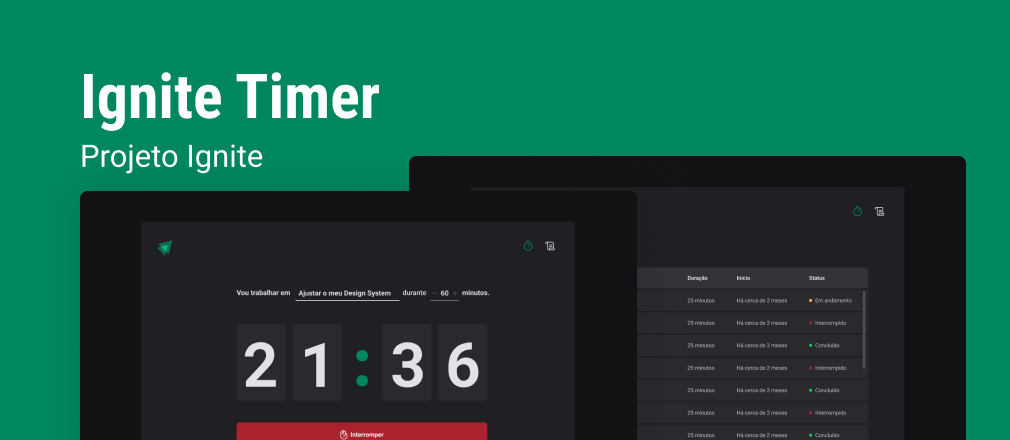 Ignite Timer
Projeto Ignite
Vou trabalhar em Ajustar o meu Design System durante − 60 + minutos.
21:36
Interromper
Duração Início Status
25 minutos Há cerca de 2 meses Em andamento
25 minutos Há cerca de 2 meses Interrompido
25 minutos Há cerca de 2 meses Concluído
25 minutos Há cerca de 2 meses Interrompido
25 minutos Há cerca de 2 meses Concluído
25 minutos Há cerca de 2 meses Interrompido
25 minutos Há cerca de 2 meses Concluído